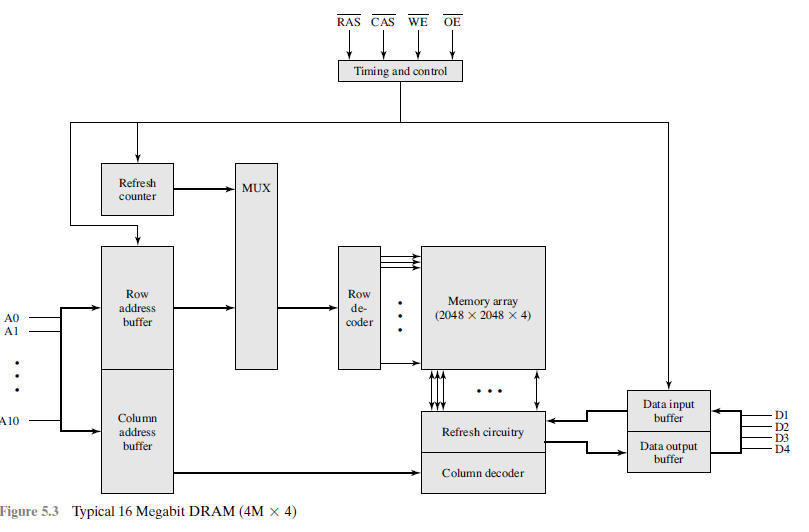 RAS CAS WE OE
Timing and control
Refresh
counter
MUX
Row
address
buffer
Row
de-
coder
Memory array
(2048 × 2048 × 4)
A0
A1
A10
Column
address
buffer
Refresh circuitry
Column decoder
Data input
buffer
Data output
buffer
D1
D2
D3
D4
Figure 5.3 Typical 16 Megabit DRAM (4M × 4)